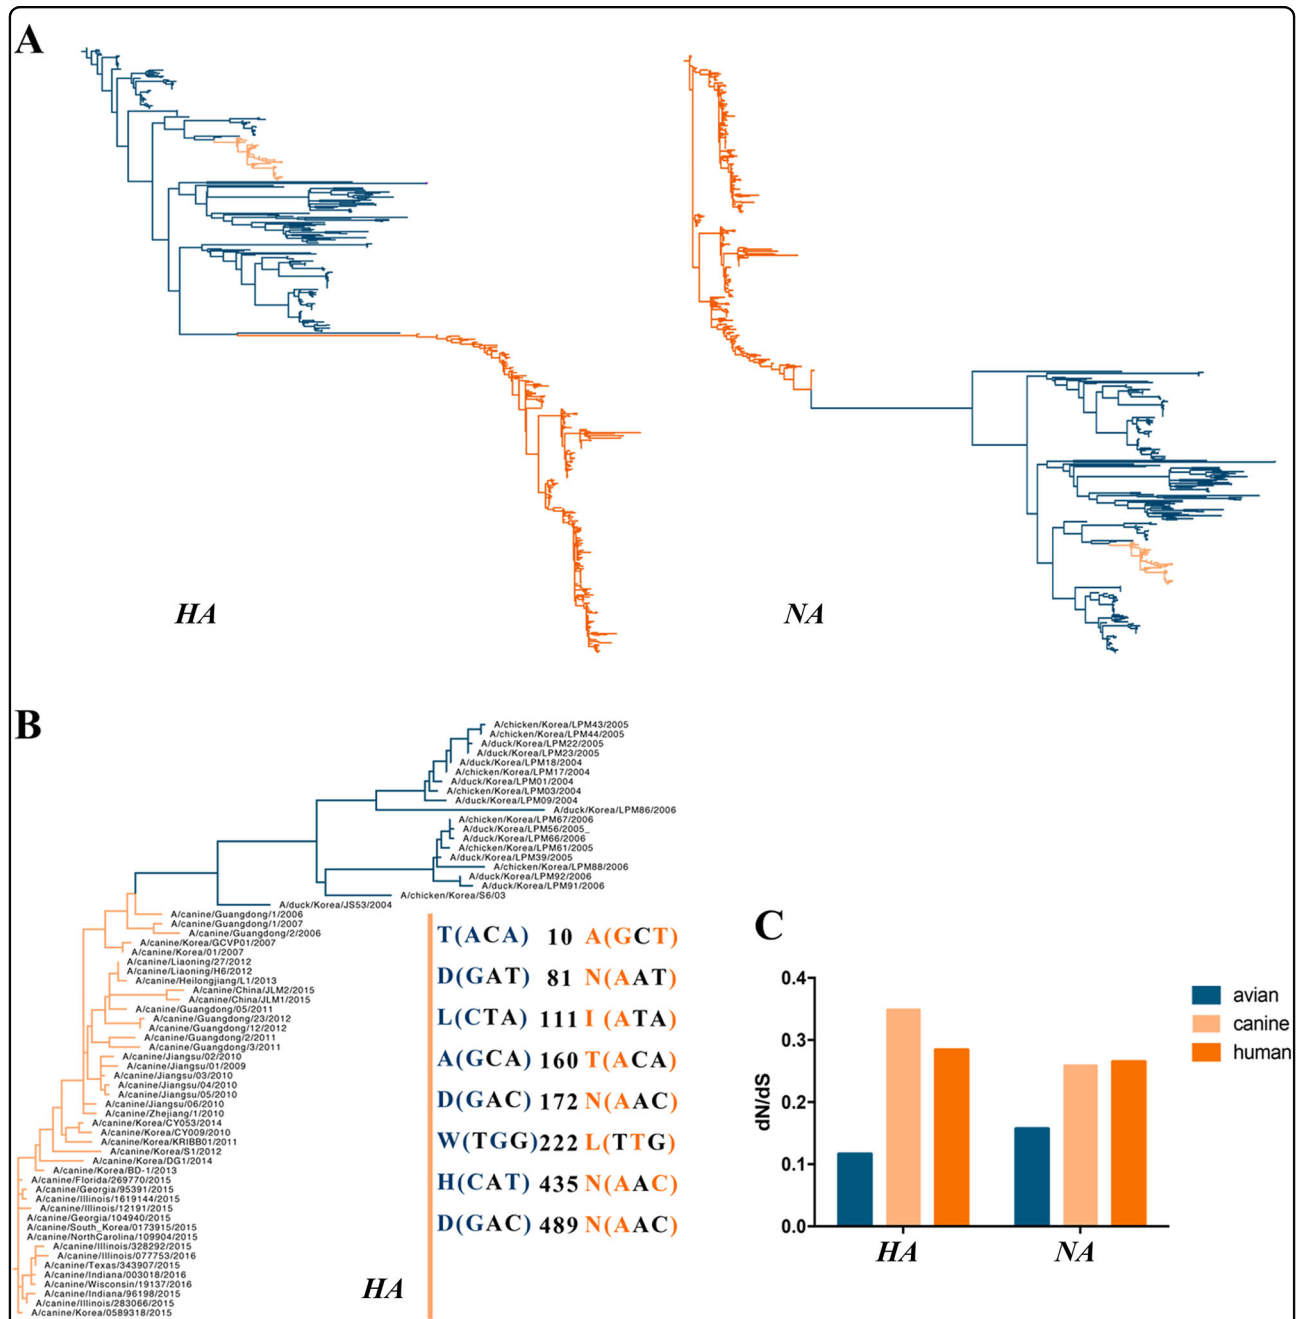 A
HA
NA
B
A/chicken/Korea/LPM43/2005
A/chicken/Korea/LPM44/2005
A/duck/Korea/LPM22/2005
A/duck/Korea/LPM23/2005
A/duck/Korea/LPM18/2004
A/chicken/Korea/LPM17/2004
A/duck/Korea/LPM01/2004
A/chicken/Korea/LPM03/2004
A/duck/Korea/LPM09/2004
A/duck/Korea/LPM86/2006
A/chicken/Korea/LPM67/2006
A/duck/Korea/LPM56/2005_
A/duck/Korea/LPM66/2006
A/chicken/Korea/LPM61/2005
A/duck/Korea/LPM39/2005
A/chicken/Korea/LPM88/2006
A/duck/Korea/LPM92/2006
A/duck/Korea/LPM91/2006
A/chicken/Korea/S6/03
A/duck/Korea/JS53/2004
A/canine/Guangdong/1/2006
A/canine/Guangdong/1/2007
A/canine/Guangdong/2/2006
A/canine/Korea/GCVP01/2007
A/canine/Korea/01/2007
A/canine/Liaoning/27/2012
A/canine/Liaoning/H6/2012
A/canine/Heilongjiang/L1/2013
A/canine/China/JLM2/2015
A/canine/China/JLM1/2015
A/canine/Guangdong/05/2011
A/canine/Guangdong/23/2012
A/canine/Guangdong/12/2012
A/canine/Guangdong/2/2011
A/canine/Guangdong/3/2011
A/canine/Jiangsu/02/2010
A/canine/Jiangsu/01/2009
A/canine/Jiangsu/03/2010
A/canine/Jiangsu/04/2010
A/canine/Jiangsu/05/2010
A/canine/Jiangsu/06/2010
A/canine/Zhejiang/1/2010
A/canine/Korea/CY053/2014
A/canine/Korea/CY009/2010
A/canine/Korea/KRIBB01/2011
A/canine/Korea/S1/2012
A/canine/Korea/DG1/2014
A/canine/Korea/BD-1/2013
A/canine/Florida/269770/2015
A/canine/Georgia/95391/2015
A/canine/Illinois/1619144/2015
A/canine/Illinois/12191/2015
A/canine/Georgia/104940/2015
A/canine/South_Korea/0173915/2015
A/canine/NorthCarolina/109904/2015
A/canine/Illinois/328292/2015
A/canine/Illinois/077753/2016
A/canine/Texas/343907/2015
A/canine/Indiana/003018/2016
A/canine/Wisconsin/19137/2016
A/canine/Indiana/96198/2015
A/canine/Illinois/283066/2015
A/canine/Korea/0589318/2015
HA
T(ACA) 10 A(GCT)
D(GAT) 81 N(AAT)
L(CTA) 111 I (ATA)
A(GCA) 160 T(ACA)
D(GAC) 172 N(AAC)
W(TGG)222 L(TTG)
H(CAT) 435 N(AAC)
D(GAC) 489 N(AAC)
C
dN/dS
0.4
0.3
0.2
0.1
0.0
HA NA
avian
canine
human